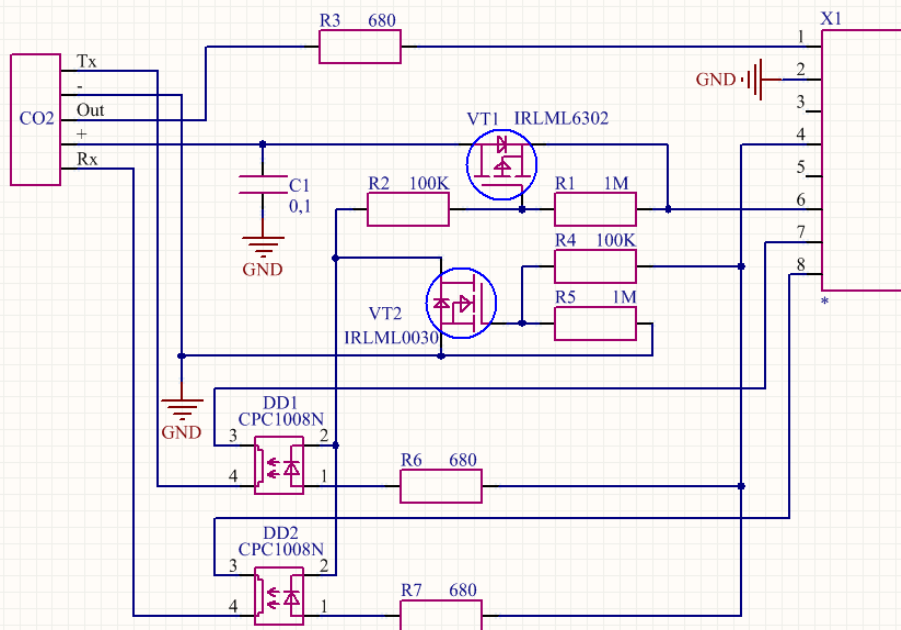 R3 680
X1
1
GND 2
3
4
5
6
7
8
*
CO2
Tx
-
Out
+
Rx
VT1 IRLML6302
C1
0,1
GND
R2 100K
R1 1M
R4 100K
R5 1M
VT2
IRLML0030
GND
DD1
CPC1008N
3 2
4 1
R6 680
DD2
CPC1008N
3 2
4 1
R7 680